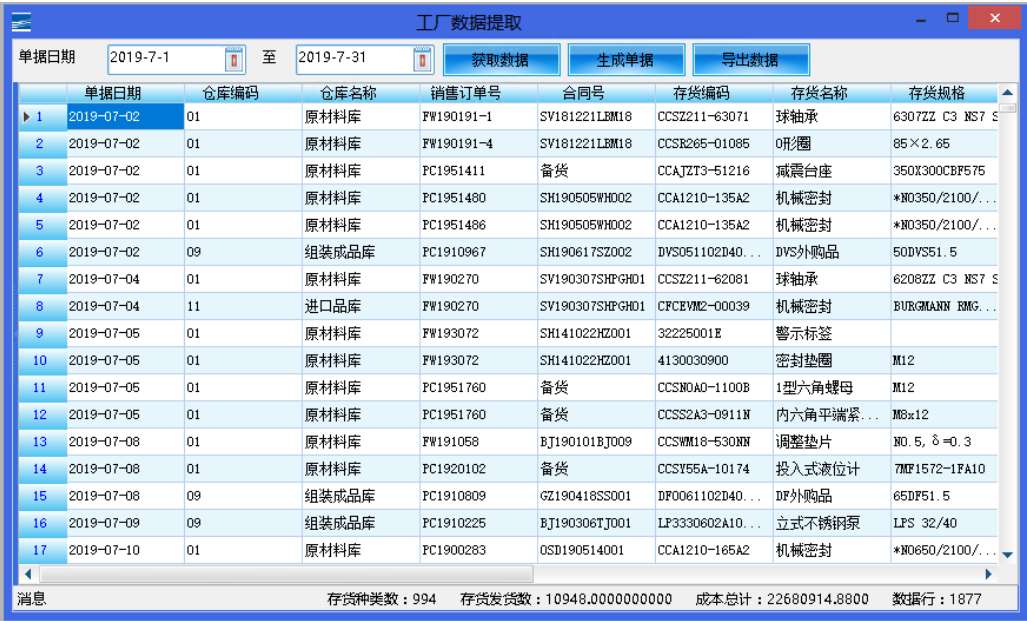 工厂数据提取
单据日期 2019-7-1 至 2019-7-31 获取数据 生成单据 导出数据
单据日期 仓库编码 仓库名称 销售订单号 合同号 存货编码 存货名称 存货规格
1 2019-07-02 01 原材料库 FW190191-1 SV181221LBM18 CCSZ211-63071 球轴承 6307ZZ C3 NS7 S
2 2019-07-02 01 原材料库 FW190191-4 SV181221LBM18 CCSR265-01085 O形圈 85×2.65
3 2019-07-02 01 原材料库 PC1951411 备货 CCAJZT3-51216 减震台座 350X300CBF575
4 2019-07-02 01 原材料库 PC1951480 SH190505WH002 CCA1210-135A2 机械密封 *N0350/2100/...
5 2019-07-02 01 原材料库 PC1951486 SH190505WH002 CCA1210-135A2 机械密封 *N0350/2100/...
6 2019-07-02 09 组装成品库 PC1910967 SH190617SZ002 DVS051102D40... DVS外购品 50DVS51.5
7 2019-07-04 01 原材料库 FW190270 SV190307SHPGH01 CCSZ211-62081 球轴承 6208ZZ C3 NS7 S
8 2019-07-04 11 进口品库 FW190270 SV190307SHPGH01 CFCEVM2-00039 机械密封 BURGMANN RMG...
9 2019-07-05 01 原材料库 FW193072 SH141022HZ001 32225001E 警示标签
10 2019-07-05 01 原材料库 FW193072 SH141022HZ001 4130030900 密封垫圈 M12
11 2019-07-05 01 原材料库 PC1951760 备货 CCSN0A0-1100B 1型六角螺母 M12
12 2019-07-05 01 原材料库 PC1951760 备货 CCSS2A3-0911N 内六角平端紧... M8x12
13 2019-07-08 01 原材料库 FW191058 BJ190101BJ009 CCSWM18-530NN 调整垫片 N0.5,δ=0.3
14 2019-07-08 01 原材料库 PC1920102 备货 CCSY55A-10174 投入式液位计 7MF1572-1FA10
15 2019-07-08 09 组装成品库 PC1910809 GZ190418SS001 DF0061102D40... DF外购品 65DF51.5
16 2019-07-09 09 组装成品库 PC1910225 BJ190306TJ001 LP3330602A10... 立式不锈钢泵 LPS 32/40
17 2019-07-10 01 原材料库 PC1900283 OSD190514001 CCA1210-165A2 机械密封 *N0650/2100/...
消息 存货种类数：994 存货发货数：10948.0000000000 成本总计：22680914.8800 数据行：1877